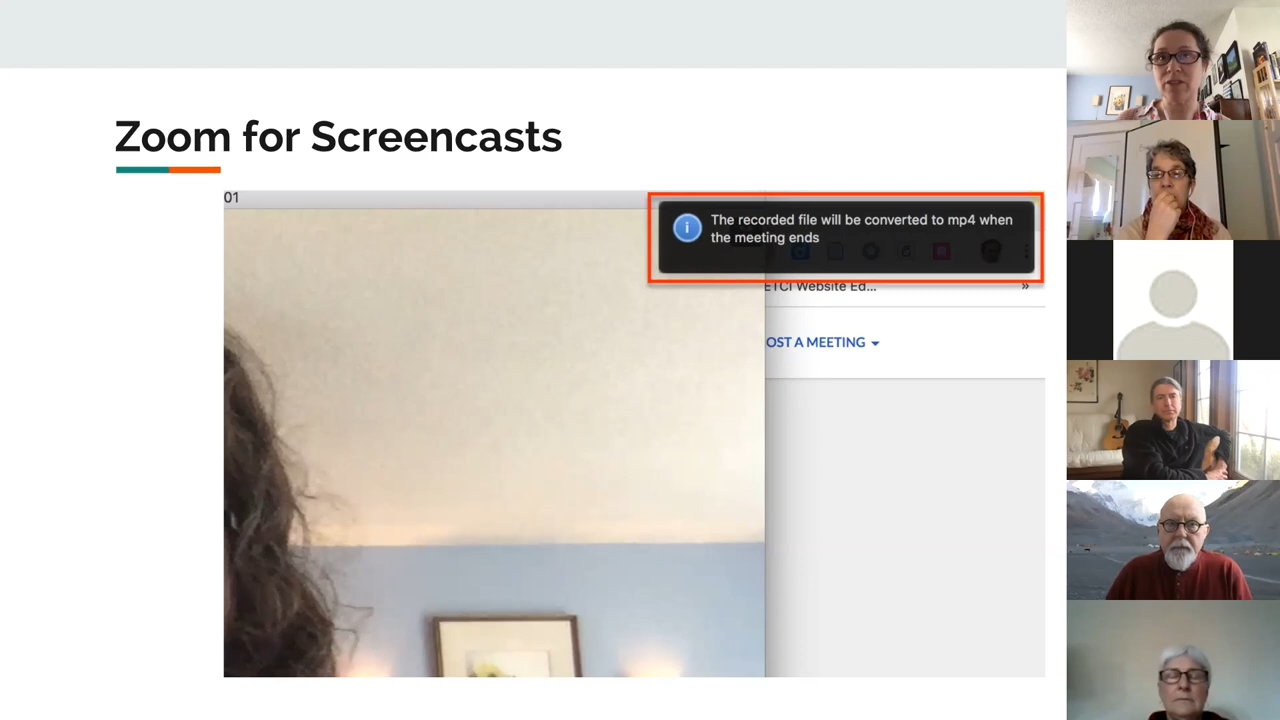 Zoom for Screencasts
01
The recorded file will be converted to mp4 when
the meeting ends
ETCI Website Ed...
»
OST A MEETING